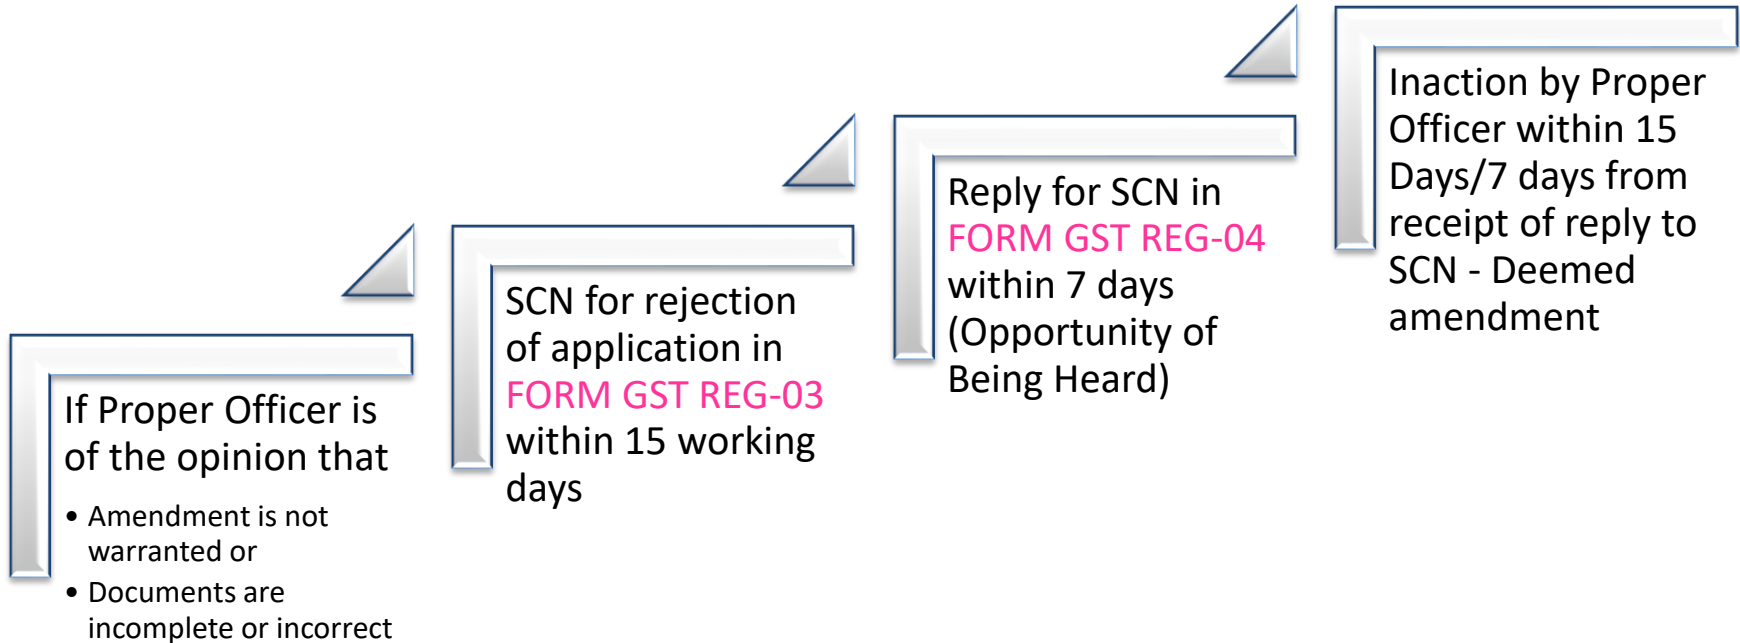 If Proper Officer is
of the opinion that
• Amendment is not
warranted or
• Documents are
incomplete or incorrect
SCN for rejection
of application in
FORM GST REG-03
within 15 working
days
Reply for SCN in
FORM GST REG-04
within 7 days
(Opportunity of
Being Heard)
Inaction by Proper
Officer within 15
Days/7 days from
receipt of reply to
SCN - Deemed
amendment